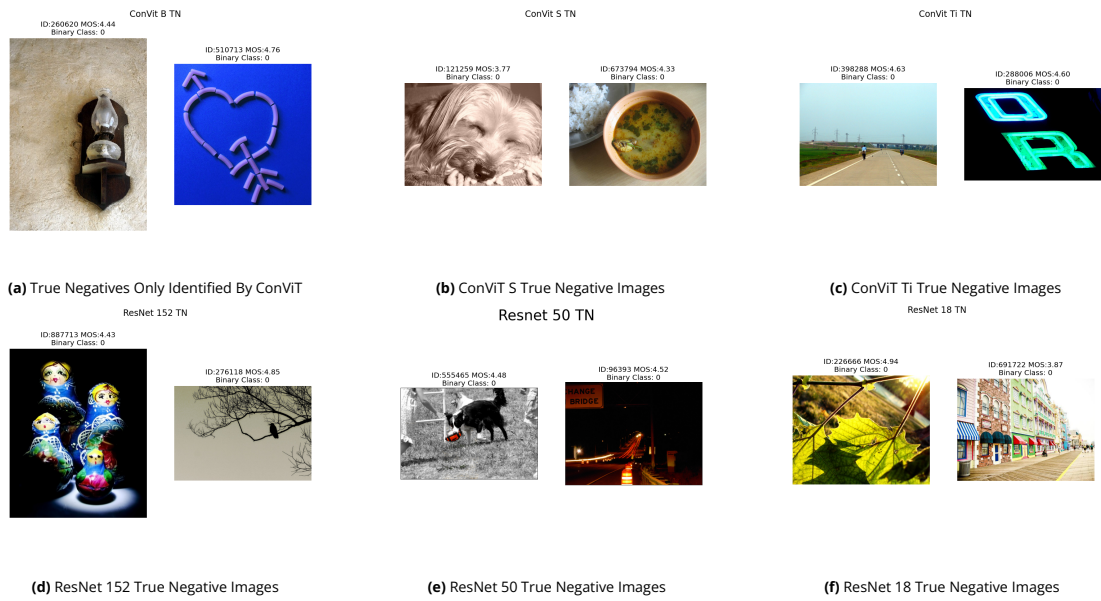 ConVit B TN
ID:260620 MOS:4.44
Binary Class: 0
ID:510713 MOS:4.76
Binary Class: 0
(a) True Negatives Only Identified By ConViT
ConVit S TN
ID:121259 MOS:3.77
Binary Class: 0
ID:673794 MOS:4.33
Binary Class: 0
(b) ConViT S True Negative Images
ConVit Ti TN
ID:398288 MOS:4.63
Binary Class: 0
ID:288006 MOS:4.60
Binary Class: 0
O
R
(c) ConViT Ti True Negative Images
ResNet 152 TN
ID:887713 MOS:4.43
Binary Class: 0
ID:276118 MOS:4.85
Binary Class: 0
(d) ResNet 152 True Negative Images
Resnet 50 TN
ID:555465 MOS:4.48
Binary Class: 0
ID:96393 MOS:4.52
Binary Class: 0
BRIDGE
(e) ResNet 50 True Negative Images
ResNet 18 TN
ID:226666 MOS:4.94
Binary Class: 0
ID:691722 MOS:3.87
Binary Class: 0
(f) ResNet 18 True Negative Images